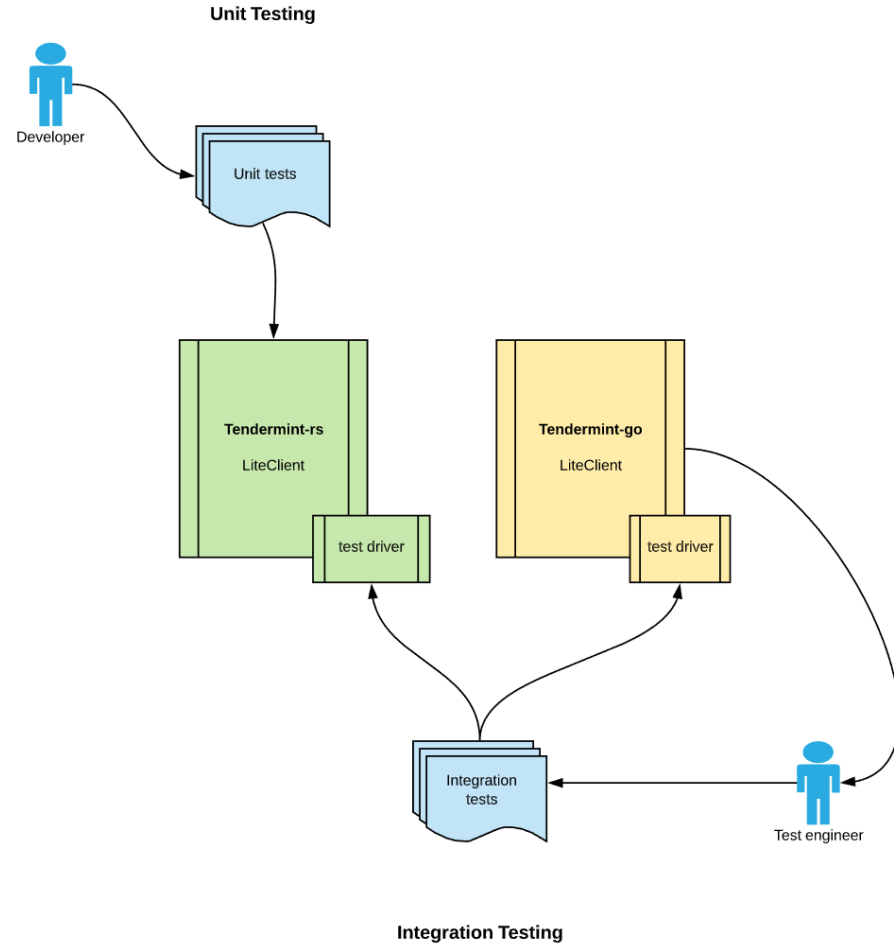 Unit Testing
Developer
Unit tests
Tendermint-rs
LiteClient
test driver
Tendermint-go
LiteClient
test driver
Integration
tests
Test engineer
Integration Testing